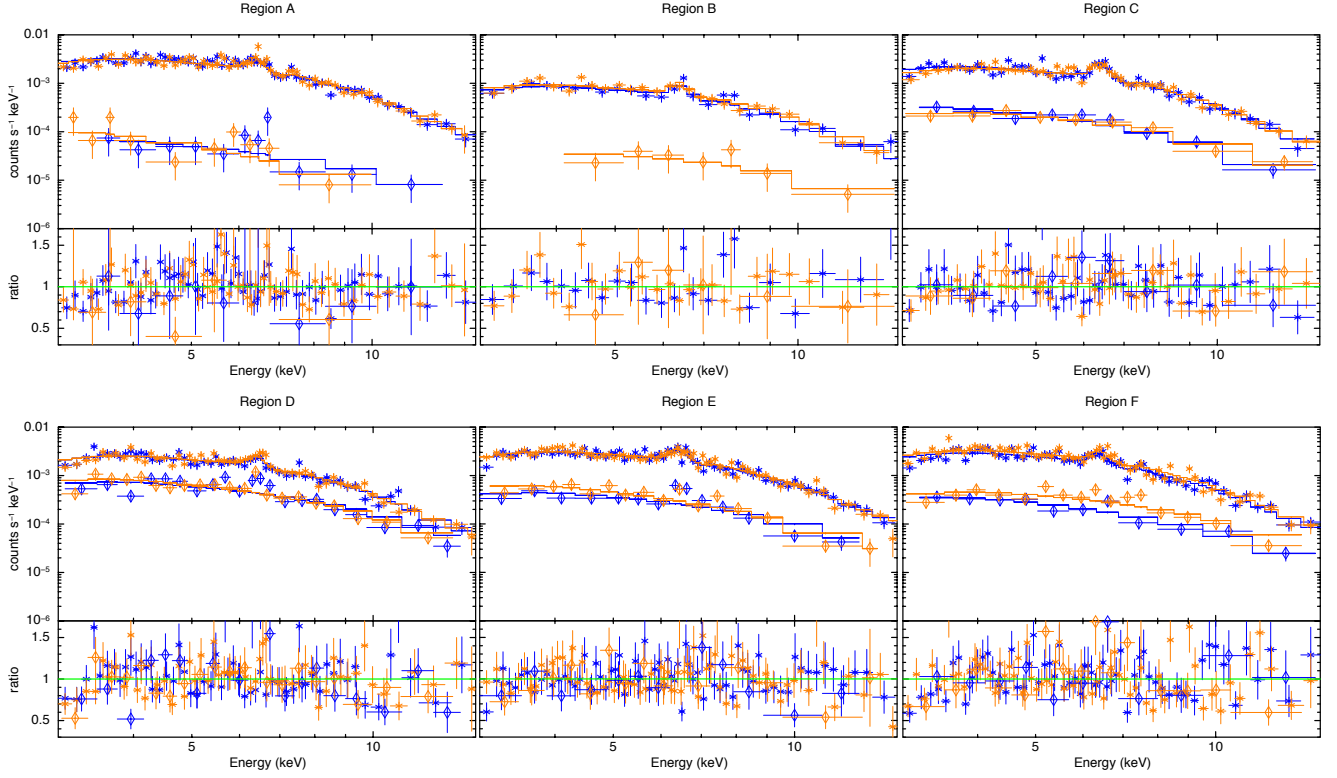 Region A
Region B
Region C
0.01
10⁻³
10⁻⁴
10⁻⁵
10⁻⁶
counts s⁻¹ keV⁻¹
1.5
1
0.5
ratio
5 10
5 10
5 10
Energy (keV)
Energy (keV)
Energy (keV)
Region D
Region E
Region F
0.01
10⁻³
10⁻⁴
10⁻⁵
10⁻⁶
counts s⁻¹ keV⁻¹
1.5
1
0.5
ratio
5 10
5 10
5 10
Energy (keV)
Energy (keV)
Energy (keV)